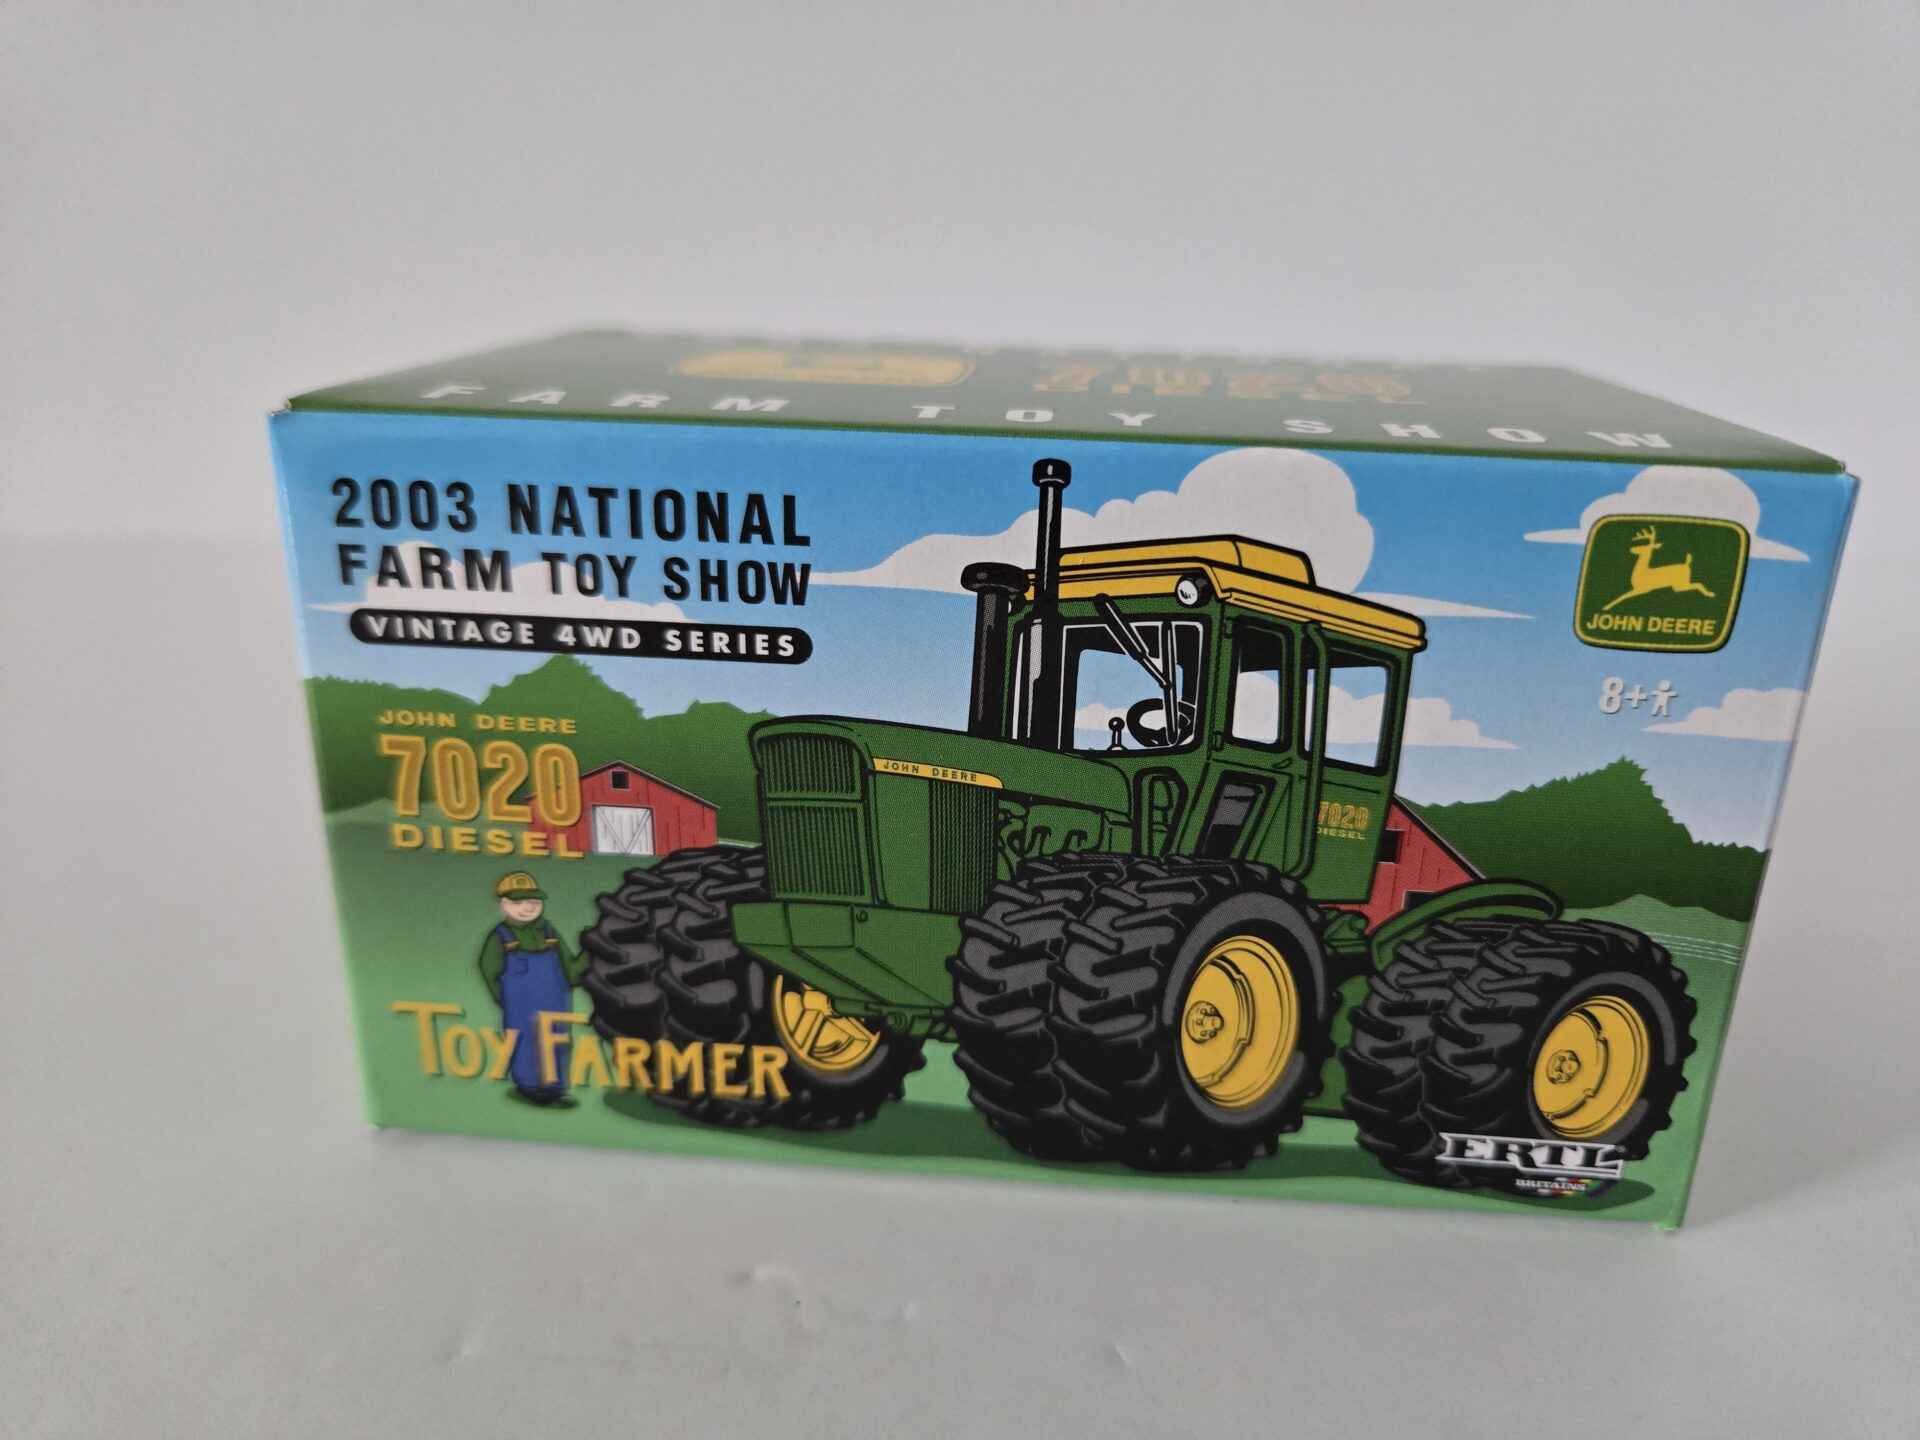 FARM TOY SHOW
2003 NATIONAL
FARM TOY SHOW
VINTAGE 4WD SERIES
JOHN DEERE
7020
DIESEL
TOY FARMER
JOHN DEERE
7020
DIESEL
JOHN DEERE
8+
ERTL
BRITAINS